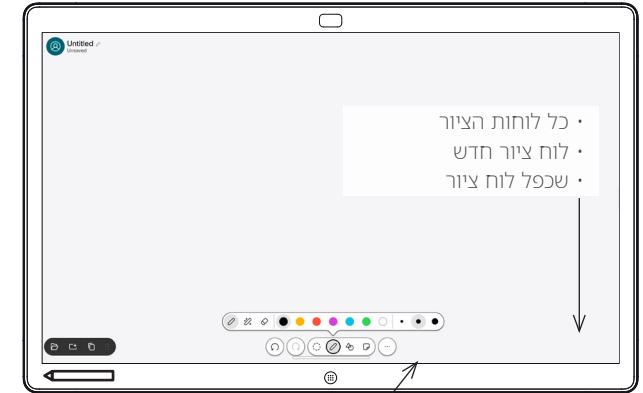 Untitled
Unsaved
• כל לוחות הציור
• לוח ציור חדש
• שכפל לוח ציור